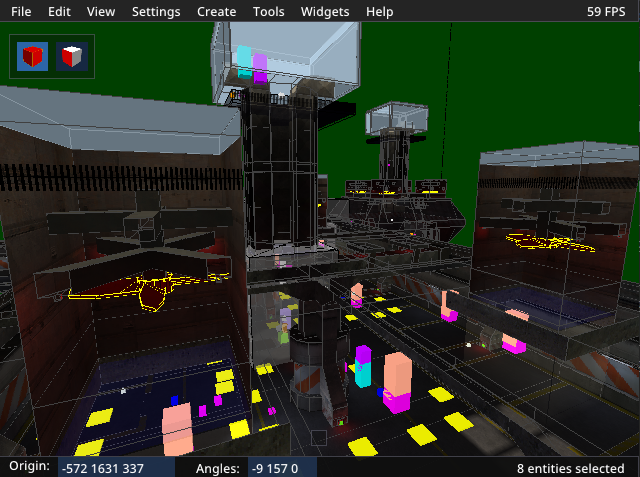 File Edit View Settings Create Tools Widgets Help 59 FPS
Origin: -572 1631 337 Angles: -9 157 0 8 entities selected